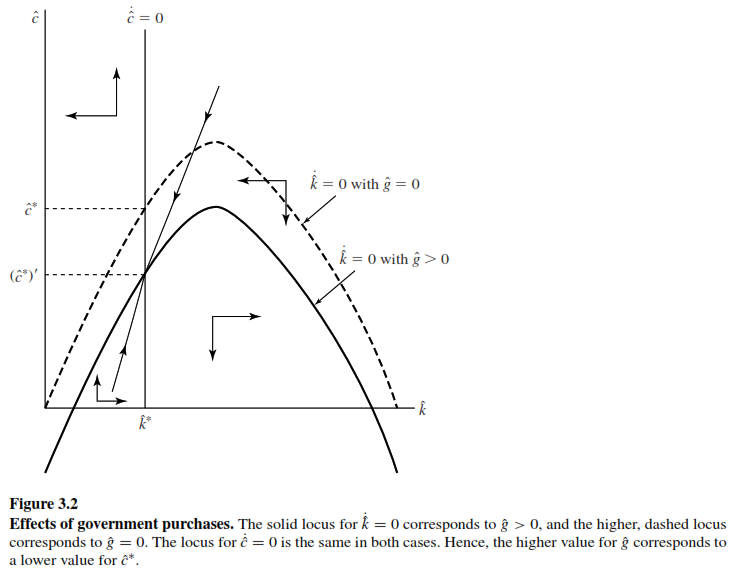 ĉ
ĉ̇ = 0
k̂̇ = 0 with ĝ = 0
ĉ*
k̂̇ = 0 with ĝ > 0
(ĉ*)′
k̂
k̂*
Figure 3.2
Effects of government purchases. The solid locus for k̂̇ = 0 corresponds to ĝ > 0, and the higher, dashed locus
corresponds to ĝ = 0. The locus for ĉ̇ = 0 is the same in both cases. Hence, the higher value for ĝ corresponds to
a lower value for ĉ*.